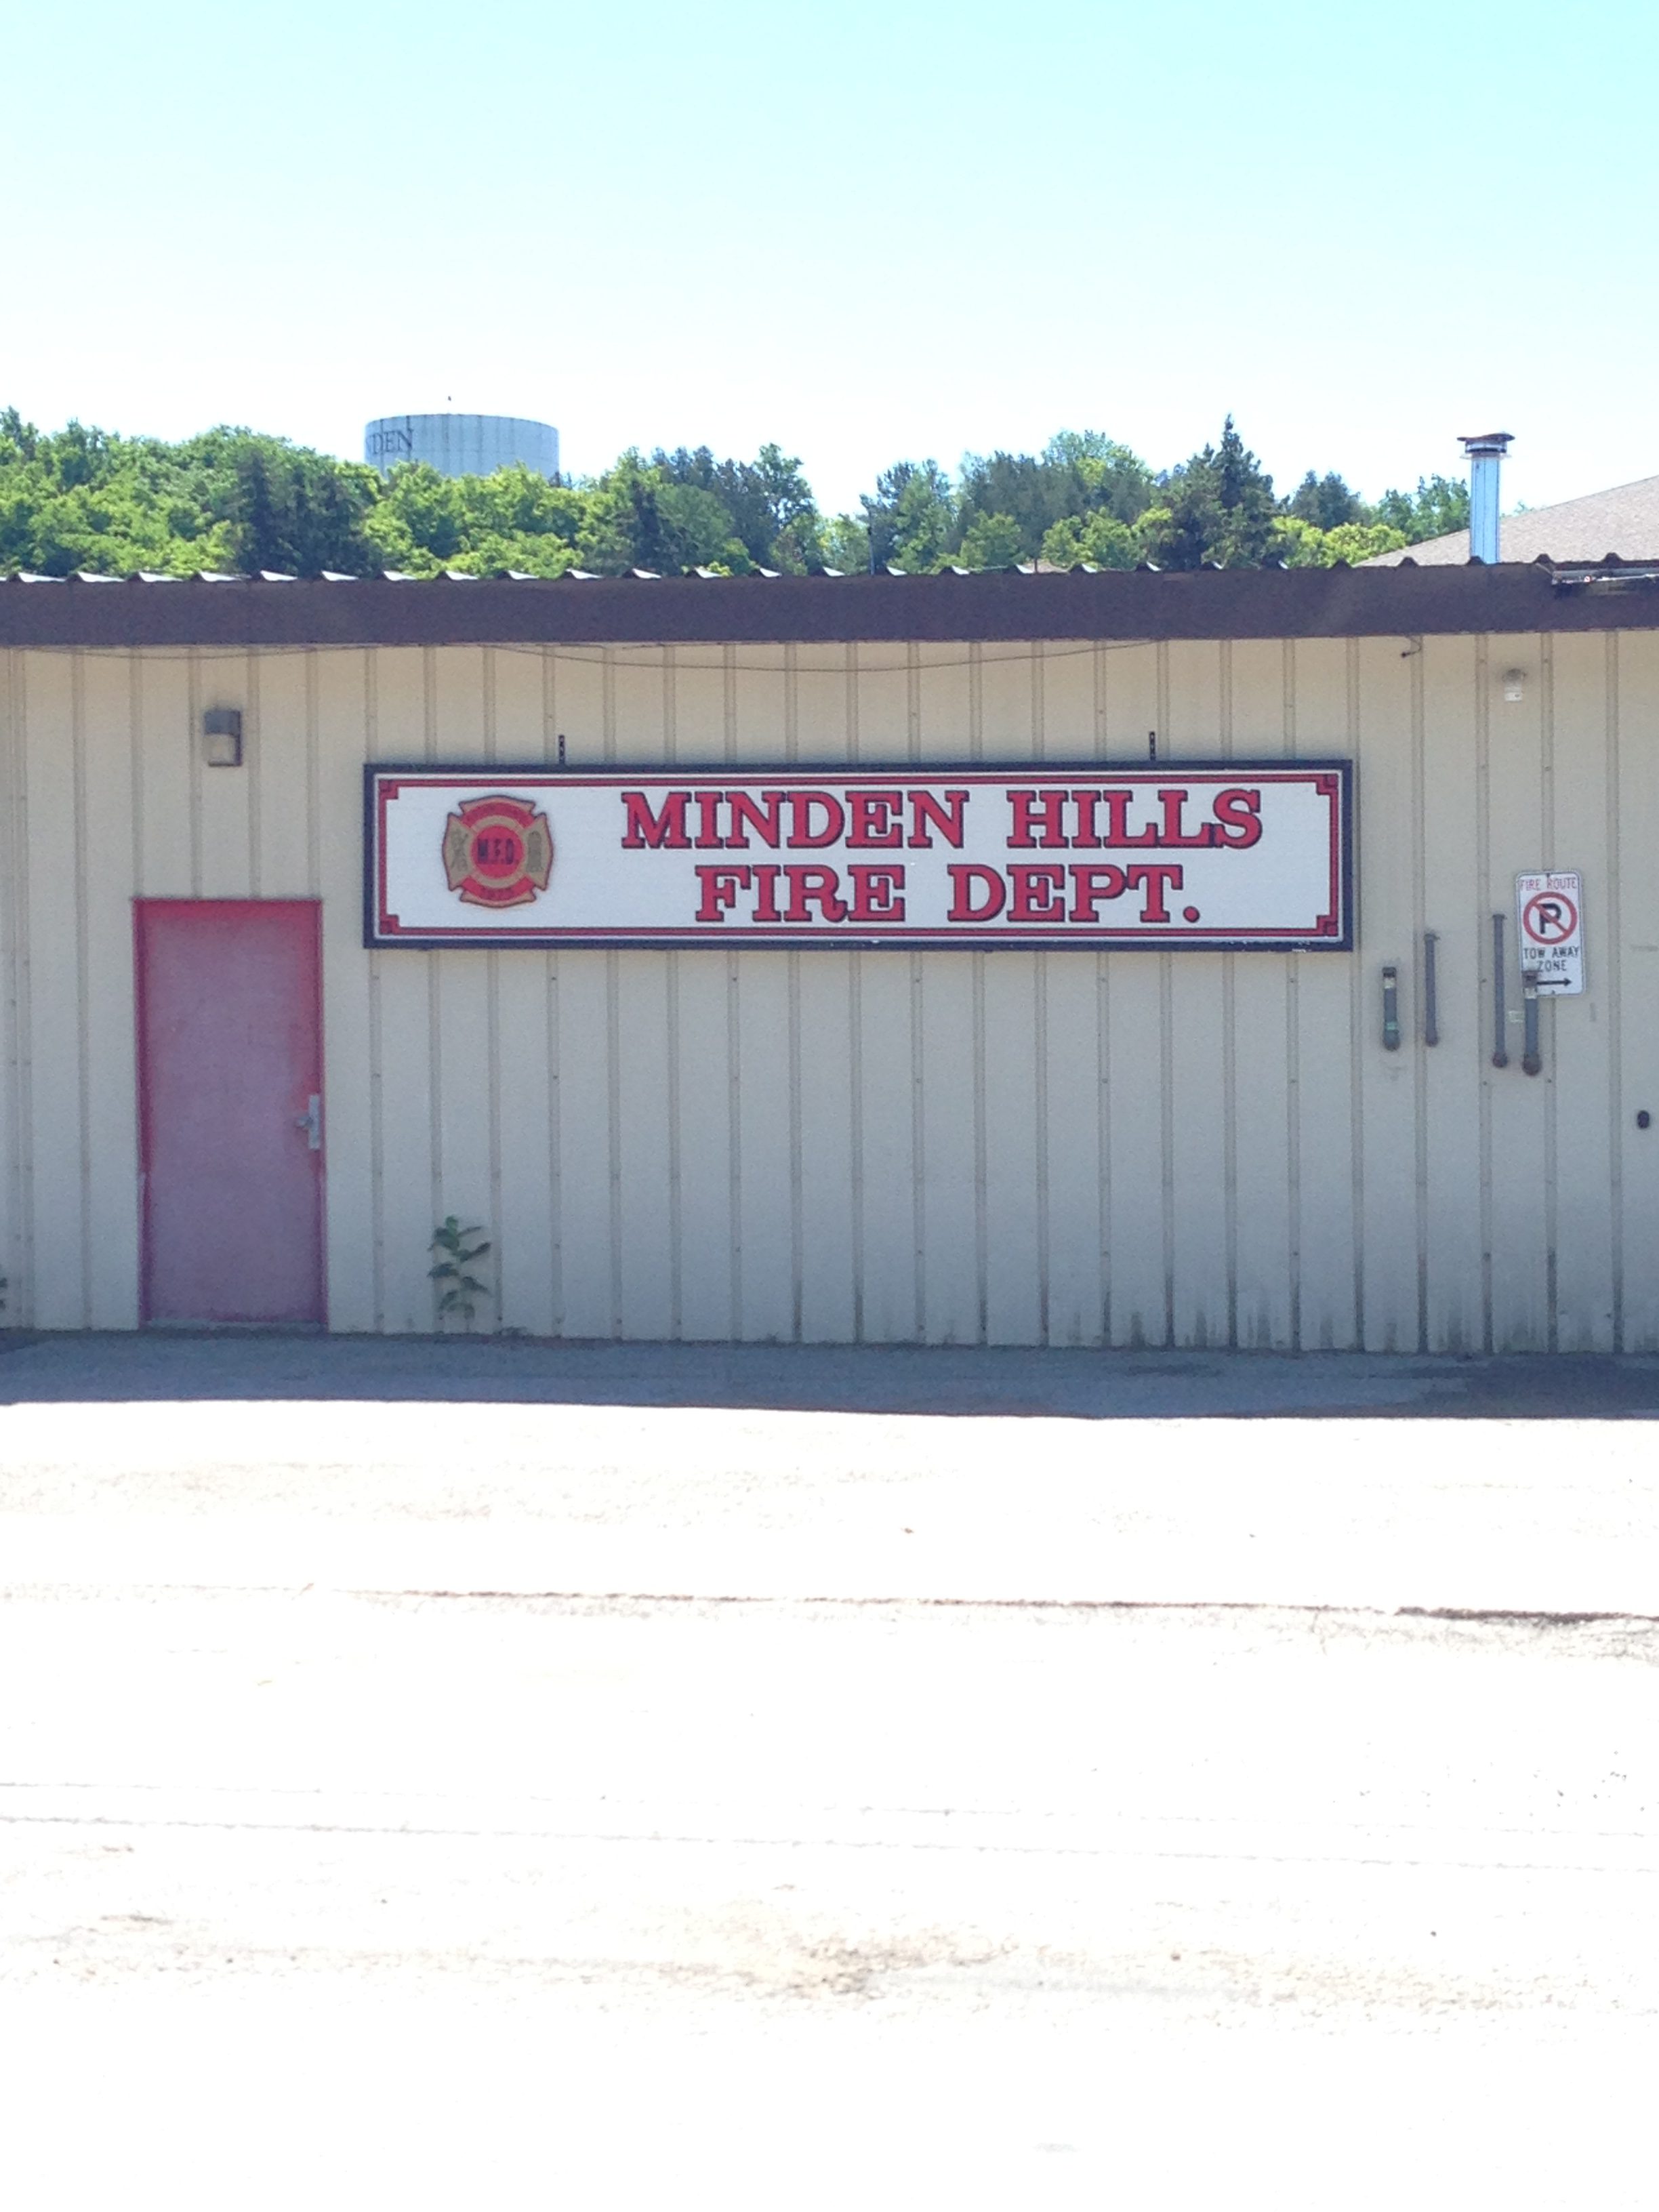 DEN
MINDEN HILLS
FIRE DEPT.
M.F.D.
FIRE ROUTE
P
TOW AWAY
ZONE